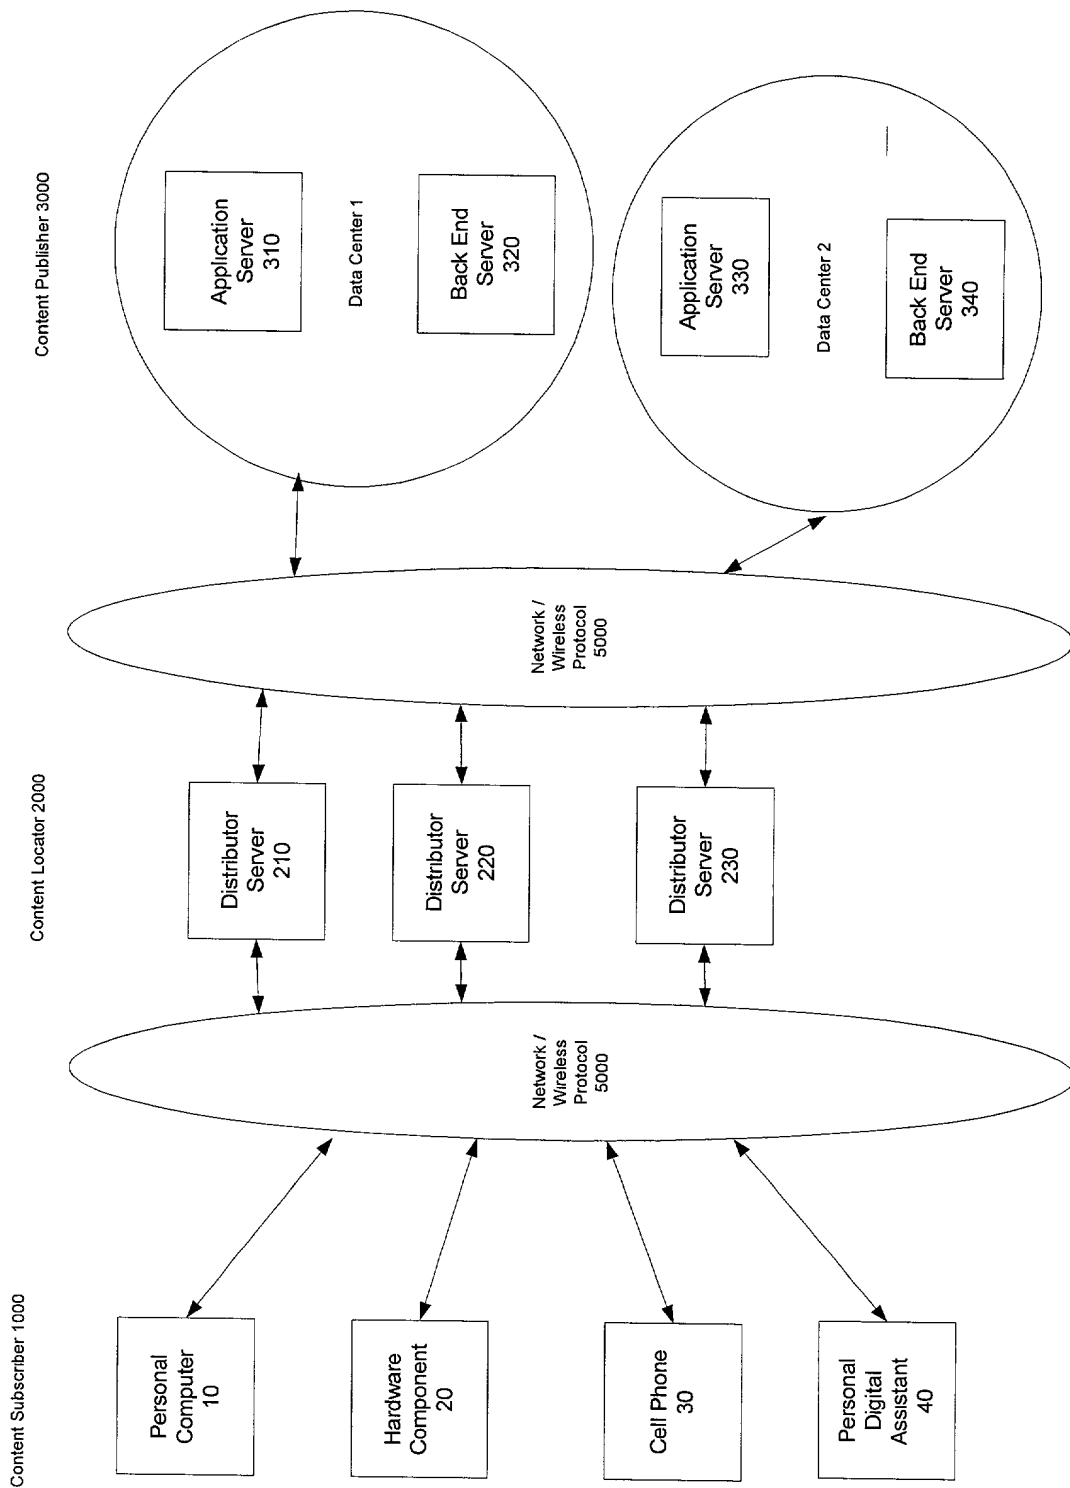 Content Subscriber 1000
Content Locator 2000
Content Publisher 3000
Personal
Computer
10
Hardware
Component
20
Cell Phone
30
Personal
Digital
Assistant
40
Network /
Wireless
Protocol
5000
Distributor
Server
210
Distributor
Server
220
Distributor
Server
230
Network /
Wireless
Protocol
5000
Application
Server
310
Data Center 1
Back End
Server
320
Application
Server
330
Data Center 2
Back End
Server
340